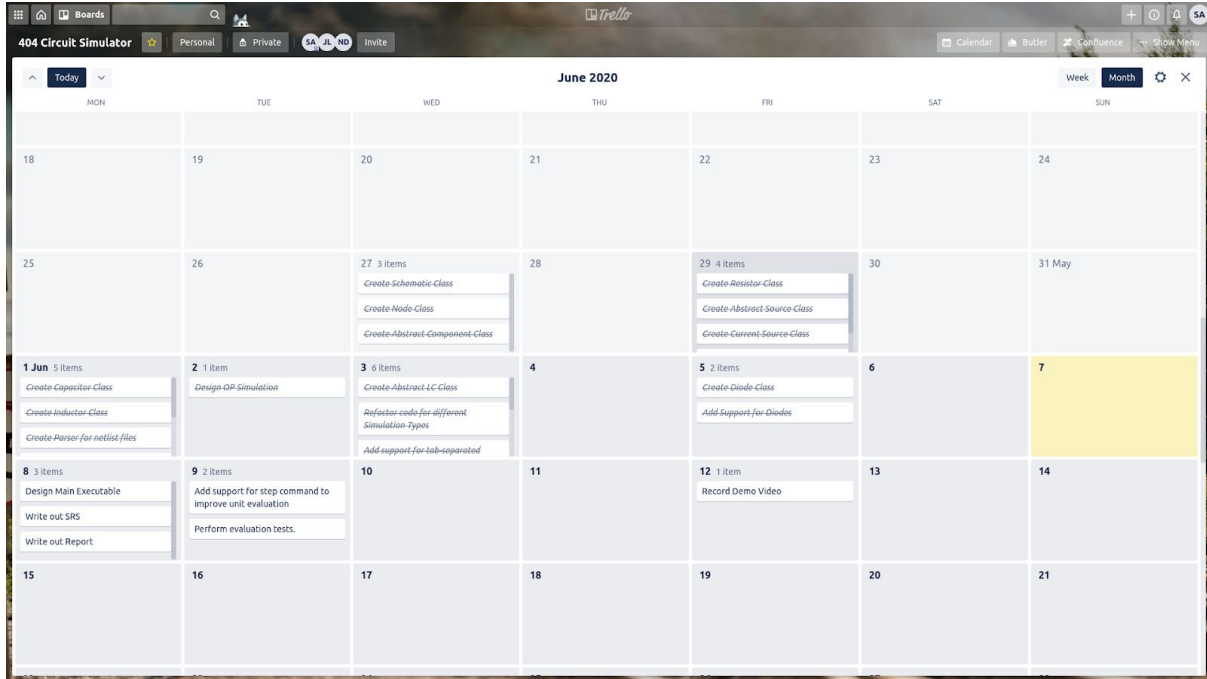 Boards
Trello
SA
404 Circuit Simulator
Personal
Private
SA JL ND
Invite
Calendar
Butler
Confluence
Show Menu
Today
June 2020
Week
Month
MON TUE WED THU FRI SAT SUN
18 19 20 21 22 23 24
25
26
27 3 items
Create Schematic Class
Create Node Class
Create Abstract Component Class
28
29 4 items
Create Resistor Class
Create Abstract Source Class
Create Current Source Class
30
31 May
1 Jun 5 items
Create Capacitor Class
Create Inductor Class
Create Parser for netlist files
2 1 item
Design OP Simulation
3 6 items
Create Abstract LC Class
Refactor code for different
Simulation Types
Add support for tab-separated
4
5 2 items
Create Diode Class
Add Support for Diodes
6
7
8 3 items
Design Main Executable
Write out SRS
Write out Report
9 2 items
Add support for step command to
improve unit evaluation
Perform evaluation tests.
10
11
12 1 item
Record Demo Video
13
14
15 16 17 18 19 20 21